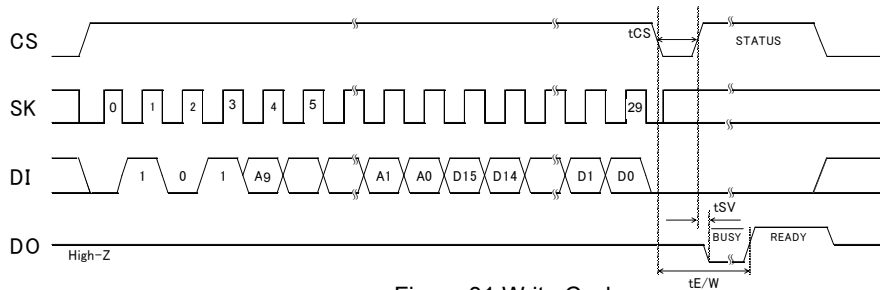 CS
tCS
STATUS
SK
0 1 2 3 4 5 29
DI
1 0 1 A9 A1 A0 D15 D14 D1 D0
tSV
DO
High-Z
BUSY READY
tE/W